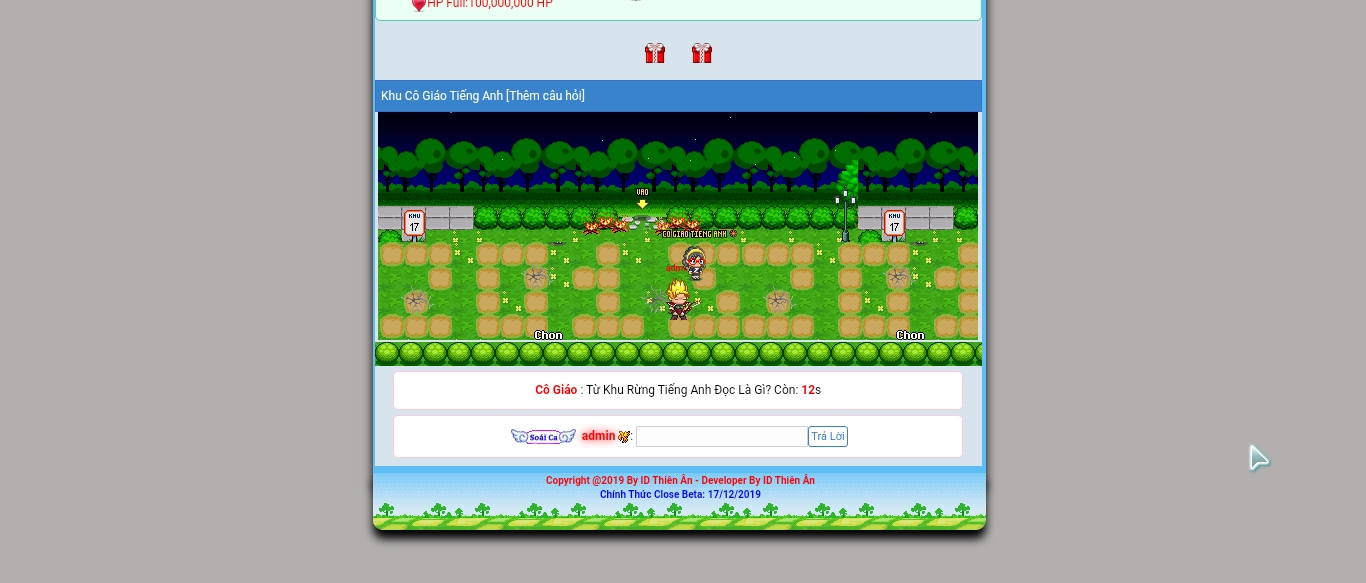 HP Full:100,000,000 HP
Khu Cô Giáo Tiếng Anh [Thêm câu hỏi]
VAO
KHU
17
KHU
17
CO GIAO TIENG ANH
admin
Chon
Chon
Cô Giáo : Từ Khu Rừng Tiếng Anh Đọc Là Gì? Còn: 12s
Soái Ca admin : Trả Lời
Copyright @2019 By ID Thiên Ân - Developer By ID Thiên Ân
Chính Thức Close Beta: 17/12/2019